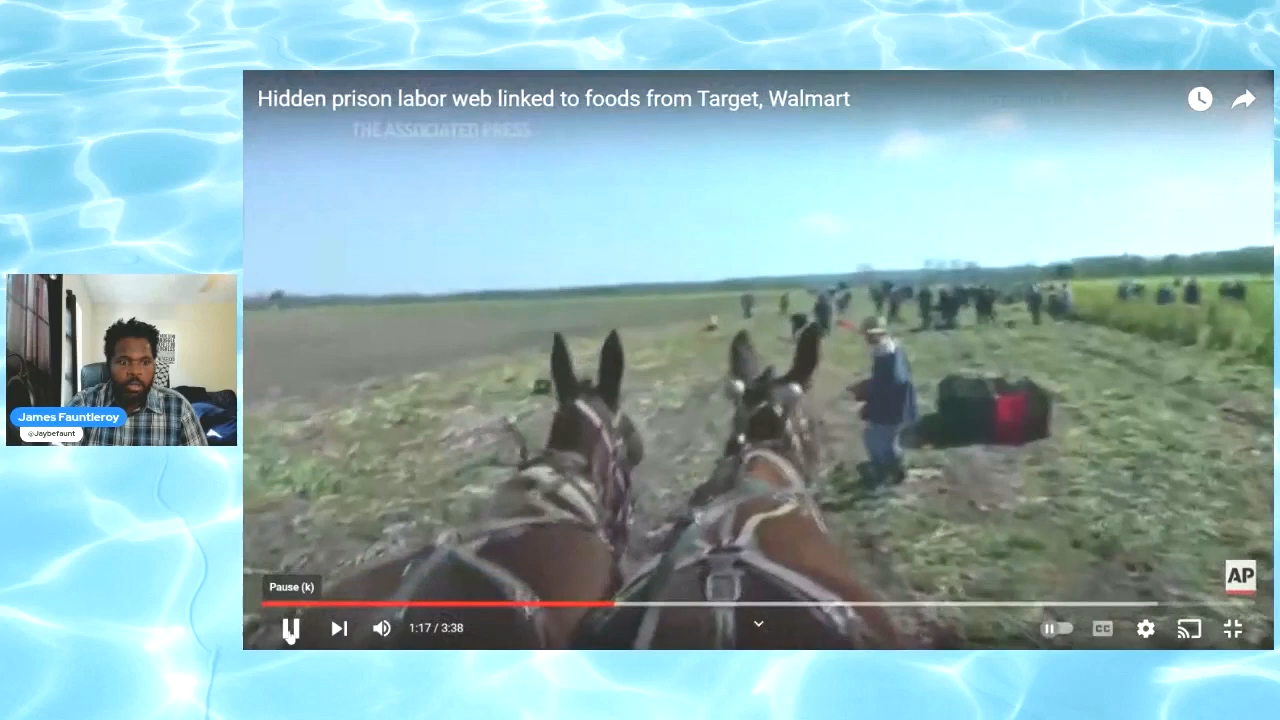 Hidden prison labor web linked to foods from Target, Walmart
THE ASSOCIATED PRESS
James Fauntleroy
@Jaybefaunt
AP
Pause (k)
1:17 / 3:38
CC